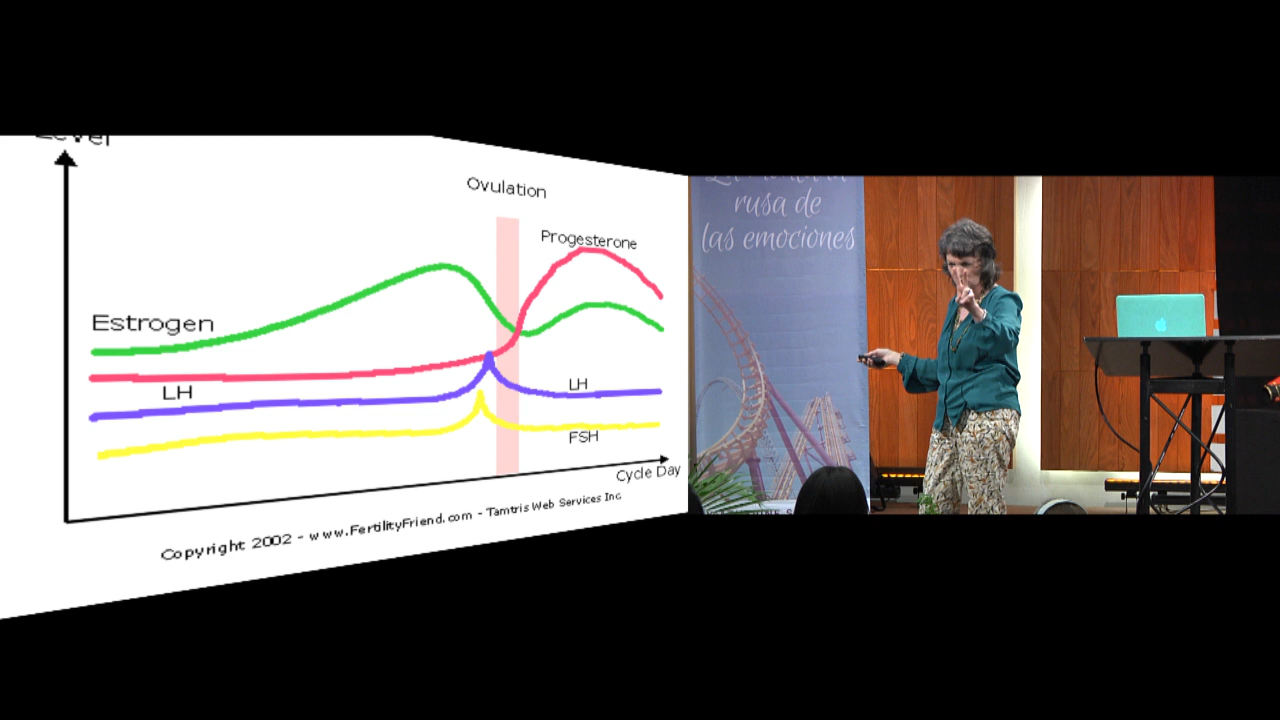 Level
Ovulation
Progesterone
Estrogen
LH
LH
FSH
Cycle Day
Copyright 2002 - www.FertilityFriend.com - Tamtris Web Services Inc
rusa de
las emociones